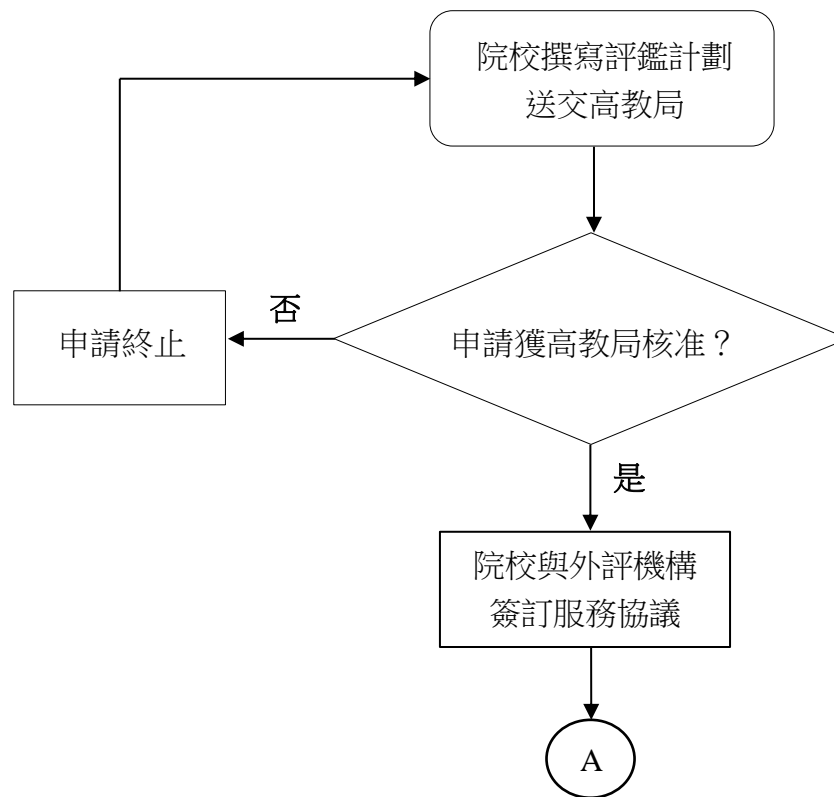 院校撰寫評鑑計劃
送交高教局
否
申請終止
申請獲高教局核准？
是
院校與外評機構
簽訂服務協議
A